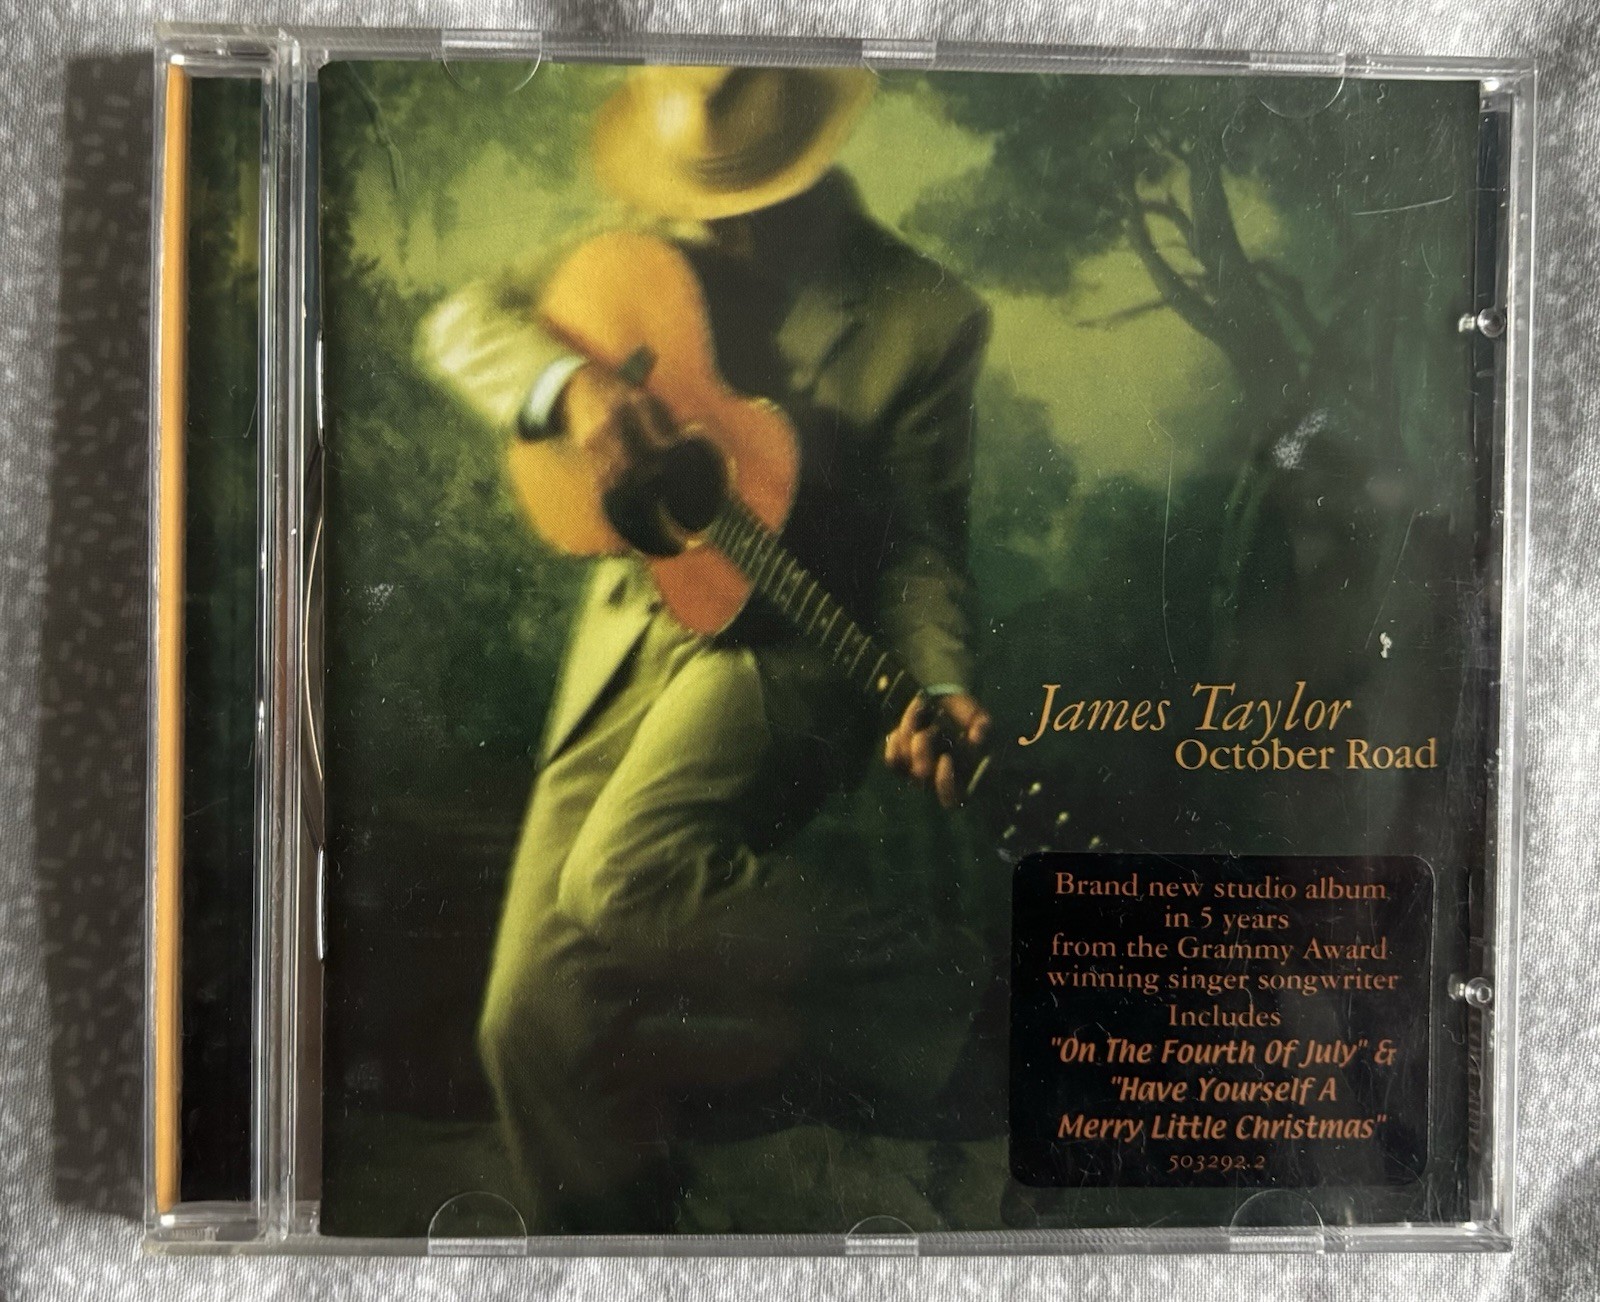 James Taylor
October Road
Brand new studio album
in 5 years
from the Grammy Award
winning singer songwriter
Includes
"On The Fourth Of July" &
"Have Yourself A
Merry Little Christmas"
503292.2